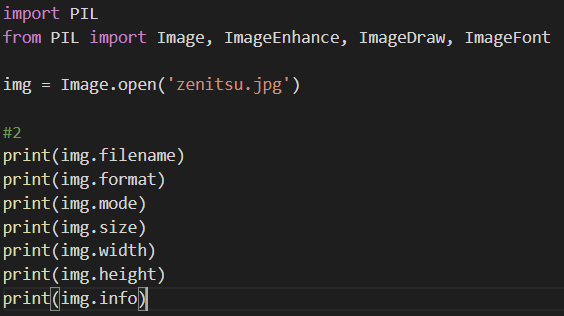 import PIL
from PIL import Image, ImageEnhance, ImageDraw, ImageFont
img = Image.open('zenitsu.jpg')
#2
print(img.filename)
print(img.format)
print(img.mode)
print(img.size)
print(img.width)
print(img.height)
print(img.info)